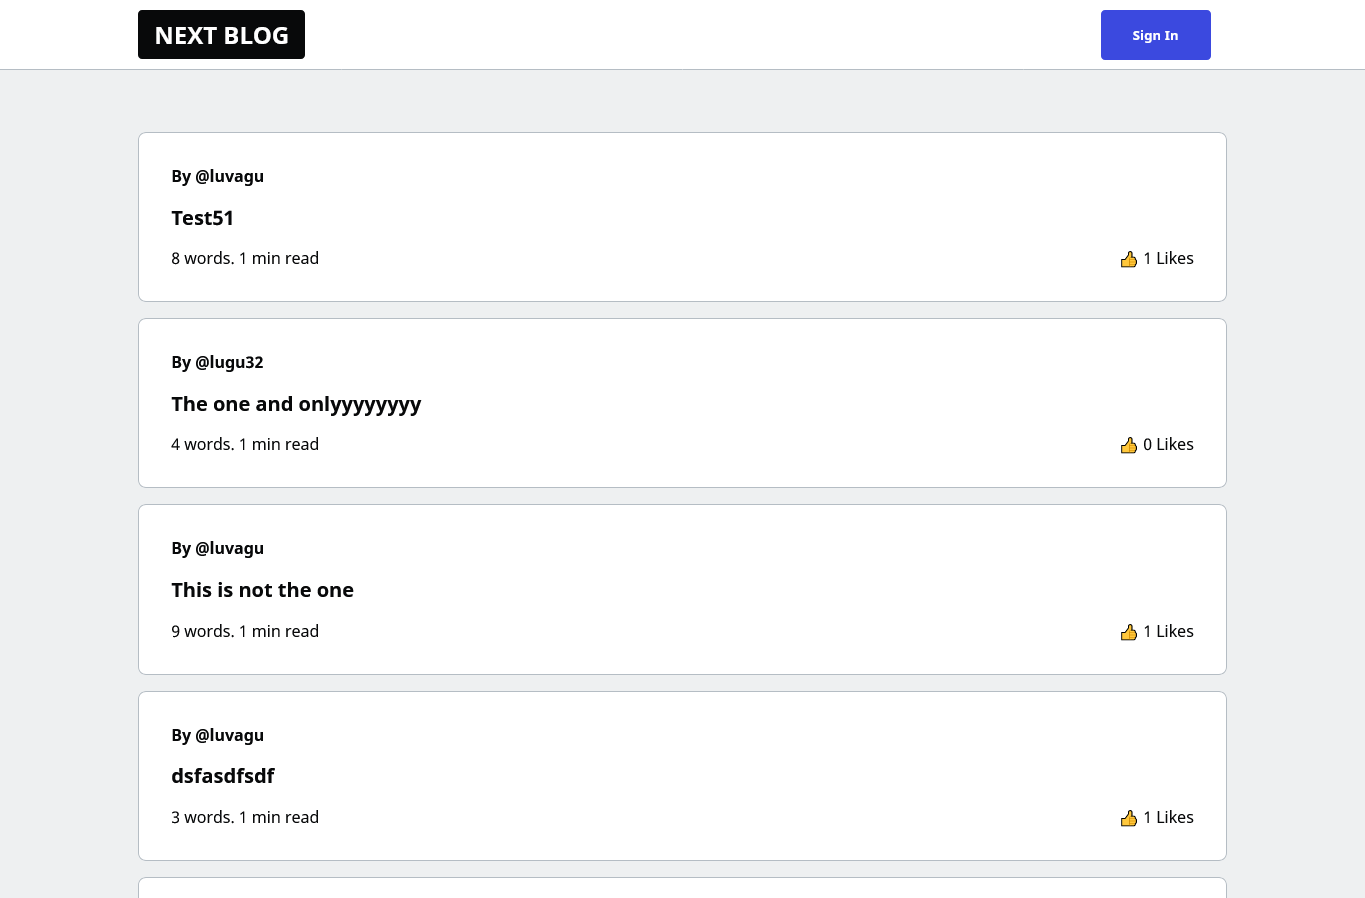 NEXT BLOG
Sign In
By @luvagu
Test51
8 words. 1 min read
👍 1 Likes
By @lugu32
The one and onlyyyyyyyy
4 words. 1 min read
👍 0 Likes
By @luvagu
This is not the one
9 words. 1 min read
👍 1 Likes
By @luvagu
dsfasdfsdf
3 words. 1 min read
👍 1 Likes